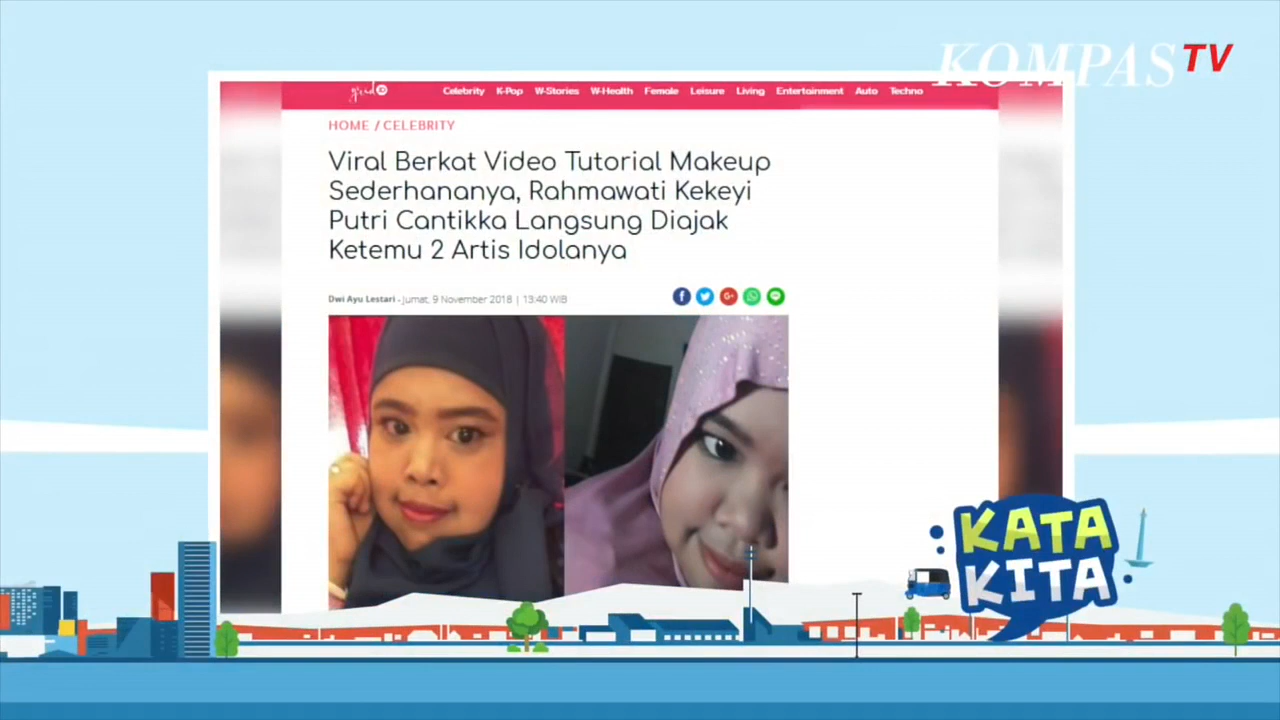 KOMPAS TV
grid
Celebrity K-Pop W-Stories W-Health Female Leisure Living Entertainment Auto Techno
HOME / CELEBRITY
Viral Berkat Video Tutorial Makeup
Sederhananya, Rahmawati Kekeyi
Putri Cantikka Langsung Diajak
Ketemu 2 Artis Idolanya
Dwi Ayu Lestari - Jumat, 9 November 2018 | 13:40 WIB
KATA
KITA